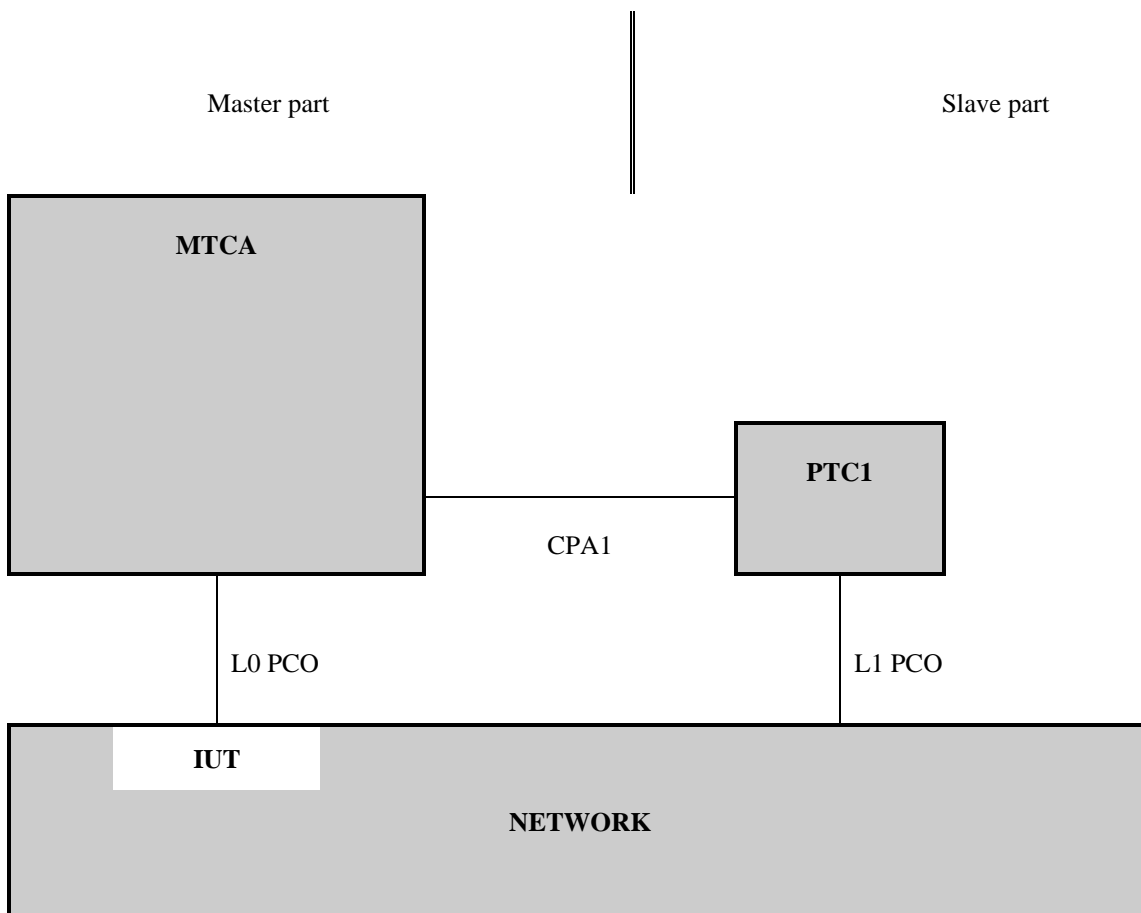 Master part
Slave part
MTCA
PTC1
CPA1
L0 PCO
L1 PCO
IUT
NETWORK